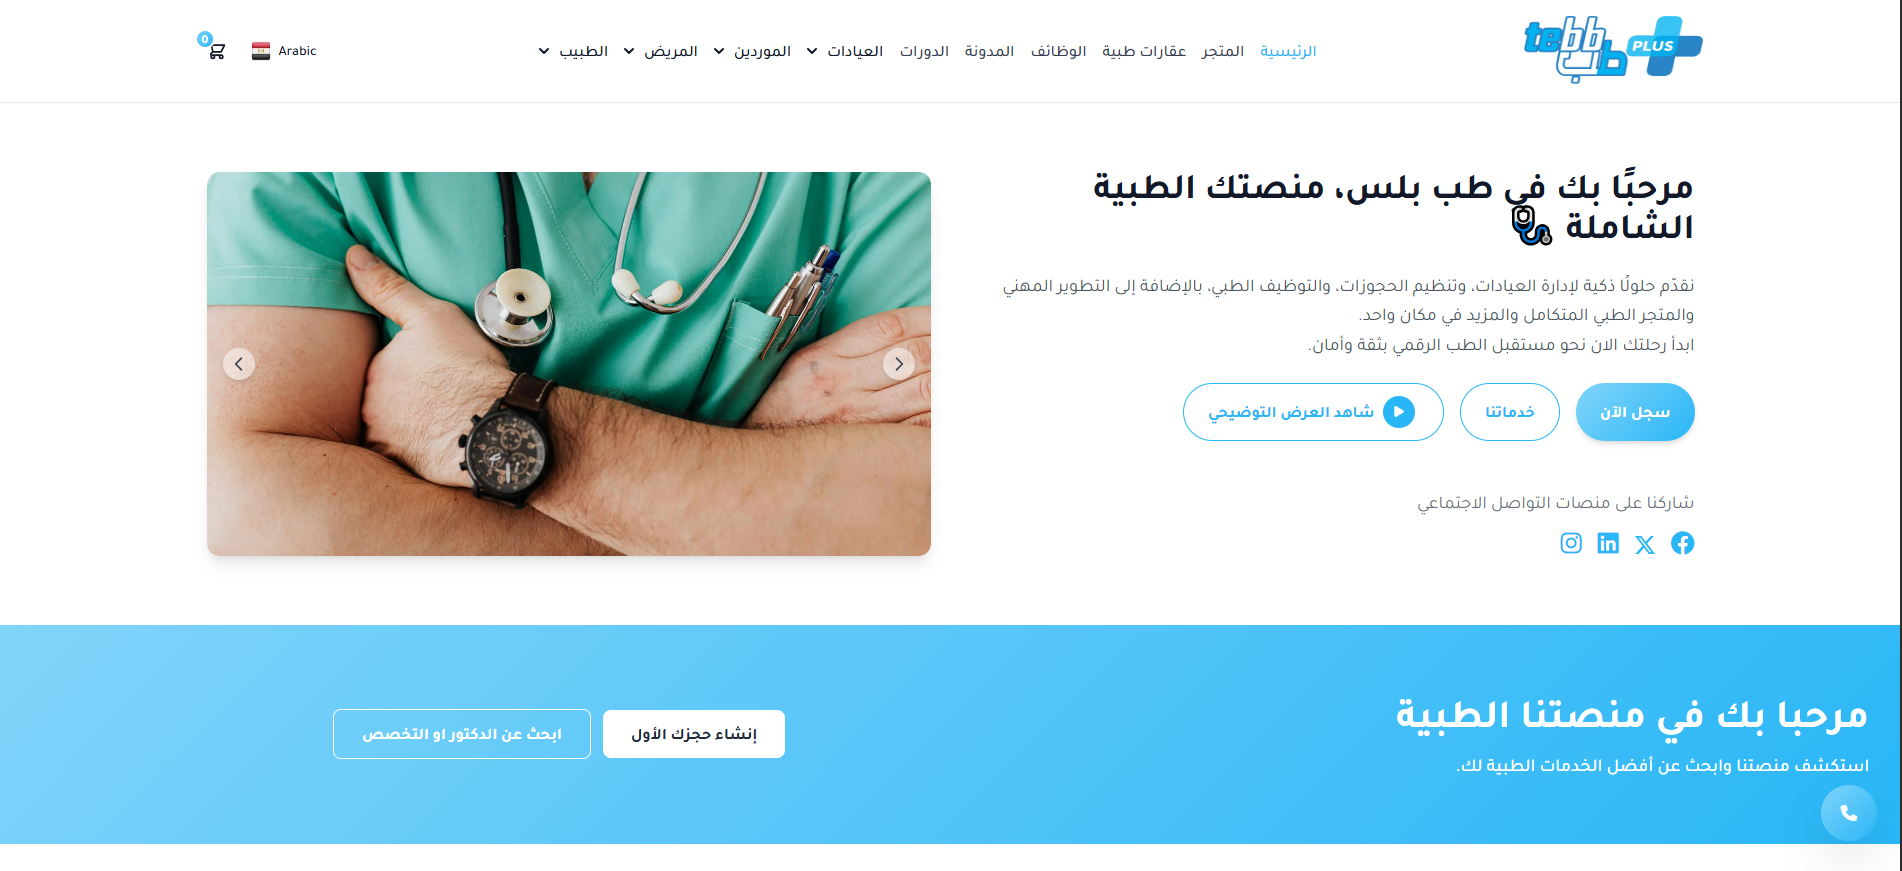 tebb
طب
PLUS
الرئيسية
المتجر
عقارات طبية
الوظائف
المدونة
الدورات
العيادات
الموردين
المريض
الطبيب
Arabic
0
مرحبًا بك في طب بلس، منصتك الطبية
الشاملة
نقدّم حلولًا ذكية لإدارة العيادات، وتنظيم الحجوزات، والتوظيف الطبي، بالإضافة إلى التطوير المهني
والمتجر الطبي المتكامل والمزيد في مكان واحد.
ابدأ رحلتك الان نحو مستقبل الطب الرقمي بثقة وأمان.
سجل الآن
خدماتنا
شاهد العرض التوضيحي
شاركنا على منصات التواصل الاجتماعي
مرحبا بك في منصتنا الطبية
استكشف منصتنا وابحث عن أفضل الخدمات الطبية لك.
إنشاء حجزك الأول
ابحث عن الدكتور او التخصص